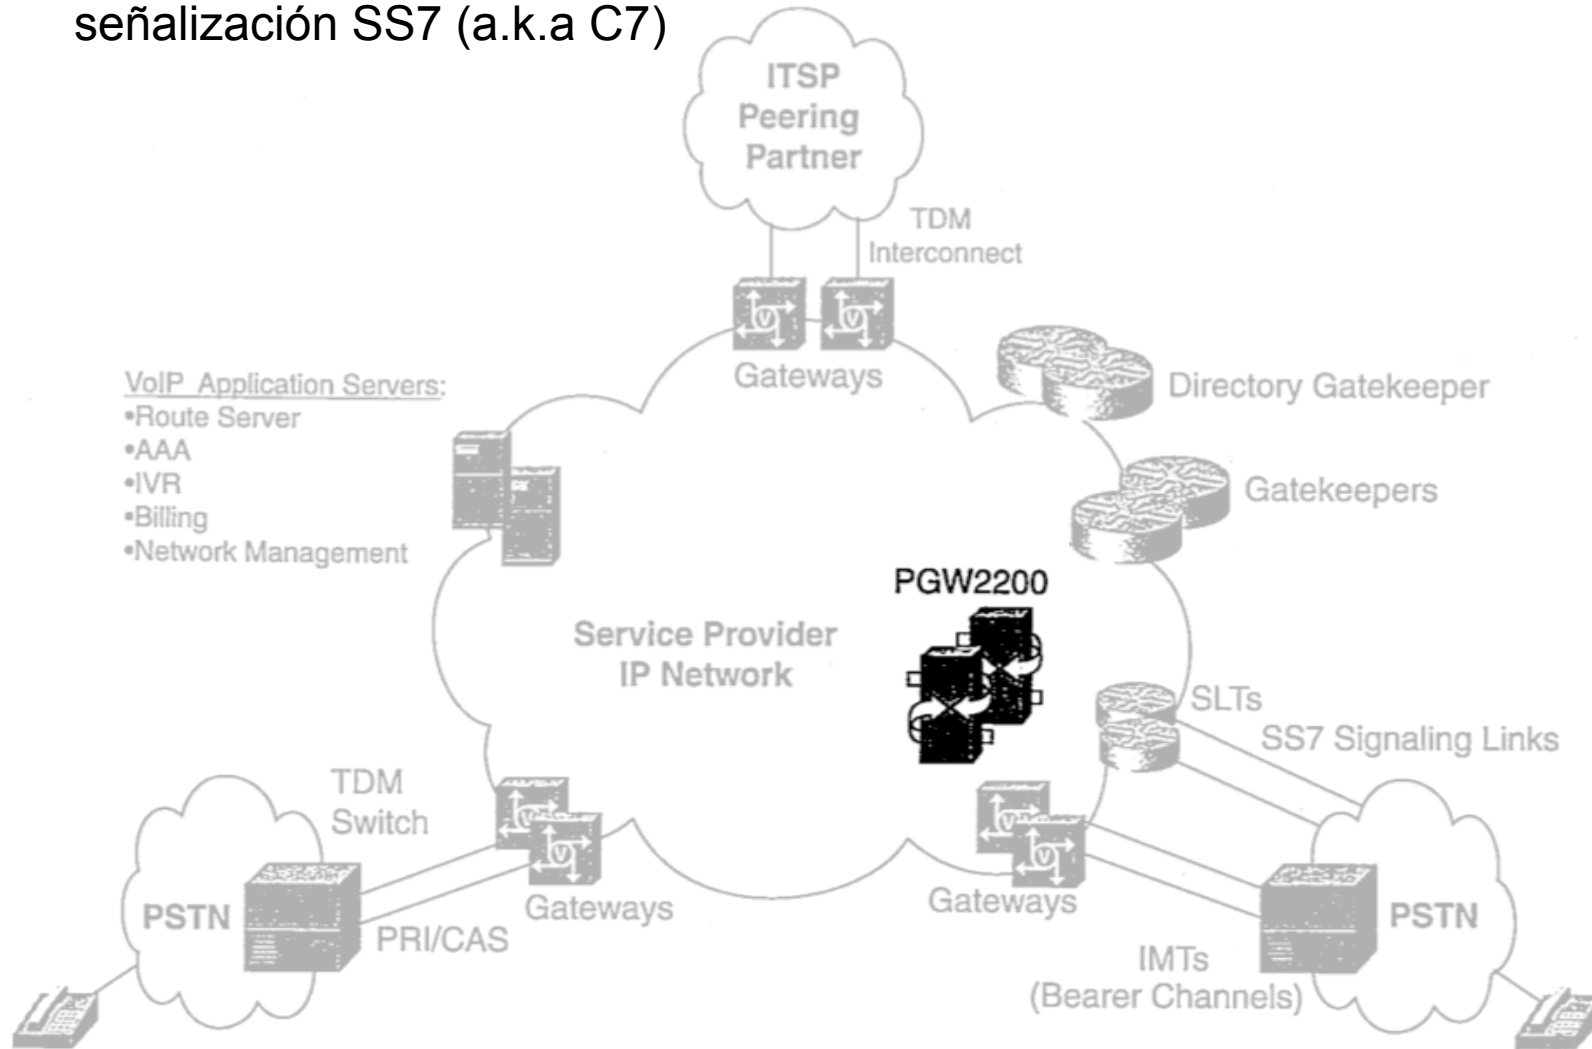 señalización SS7 (a.k.a C7)
ITSP
Peering
Partner
TDM
Interconnect
Gateways
Directory Gatekeeper
VoIP Application Servers:
•Route Server
•AAA
•IVR
•Billing
•Network Management
Gatekeepers
PGW2200
Service Provider
IP Network
SLTs
SS7 Signaling Links
TDM
Switch
PSTN
PRI/CAS
Gateways
Gateways
IMTs
(Bearer Channels)
PSTN
V
V
V
V
V
V